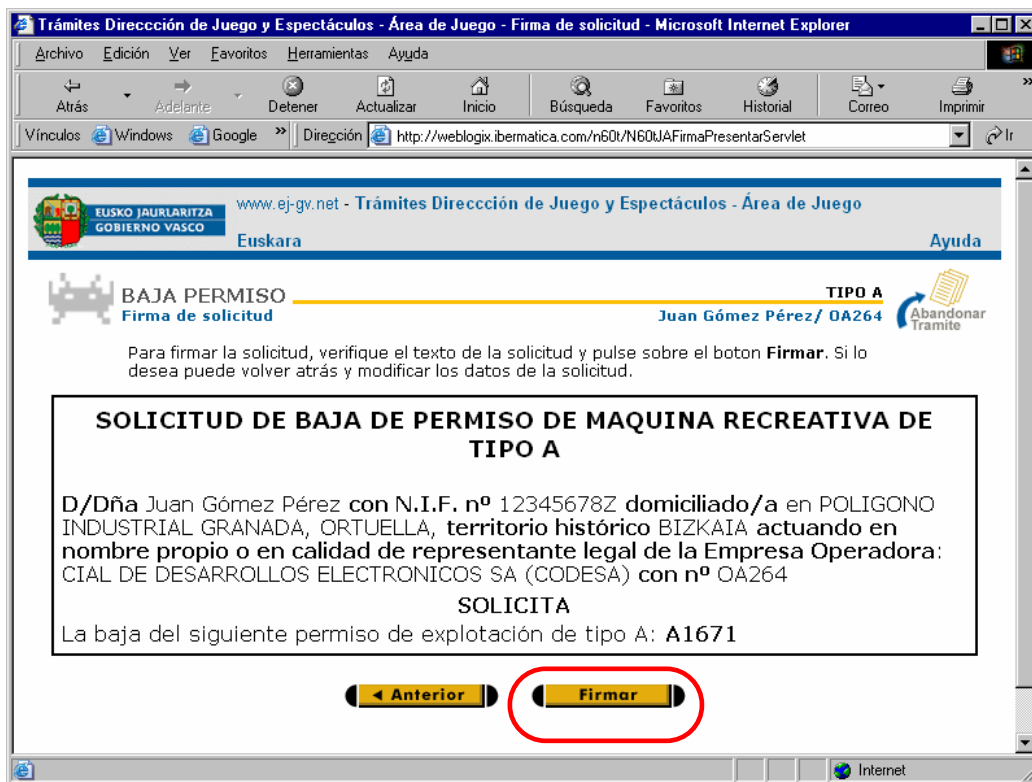 Trámites Direccción de Juego y Espectáculos - Área de Juego - Firma de solicitud - Microsoft Internet Explorer
Archivo Edición Ver Favoritos Herramientas Ayuda
Atrás Adelante Detener Actualizar Inicio Búsqueda Favoritos Historial Correo Imprimir »
Vínculos Windows Google » Dirección http://weblogix.ibermatica.com/n60t/N60tJAFirmaPresentarServlet Ir
EUSKO JAURLARITZA
GOBIERNO VASCO
www.ej-gv.net - Trámites Direccción de Juego y Espectáculos - Área de Juego
Euskara Ayuda
BAJA PERMISO TIPO A
Firma de solicitud Juan Gómez Pérez/ OA264
Abandonar
Tramite
Para firmar la solicitud, verifique el texto de la solicitud y pulse sobre el boton Firmar. Si lo
desea puede volver atrás y modificar los datos de la solicitud.
SOLICITUD DE BAJA DE PERMISO DE MAQUINA RECREATIVA DE
TIPO A
D/Dña Juan Gómez Pérez con N.I.F. nº 12345678Z domiciliado/a en POLIGONO
INDUSTRIAL GRANADA, ORTUELLA, territorio histórico BIZKAIA actuando en
nombre propio o en calidad de representante legal de la Empresa Operadora:
CIAL DE DESARROLLOS ELECTRONICOS SA (CODESA) con nº OA264
SOLICITA
La baja del siguiente permiso de explotación de tipo A: A1671
Anterior Firmar
Internet